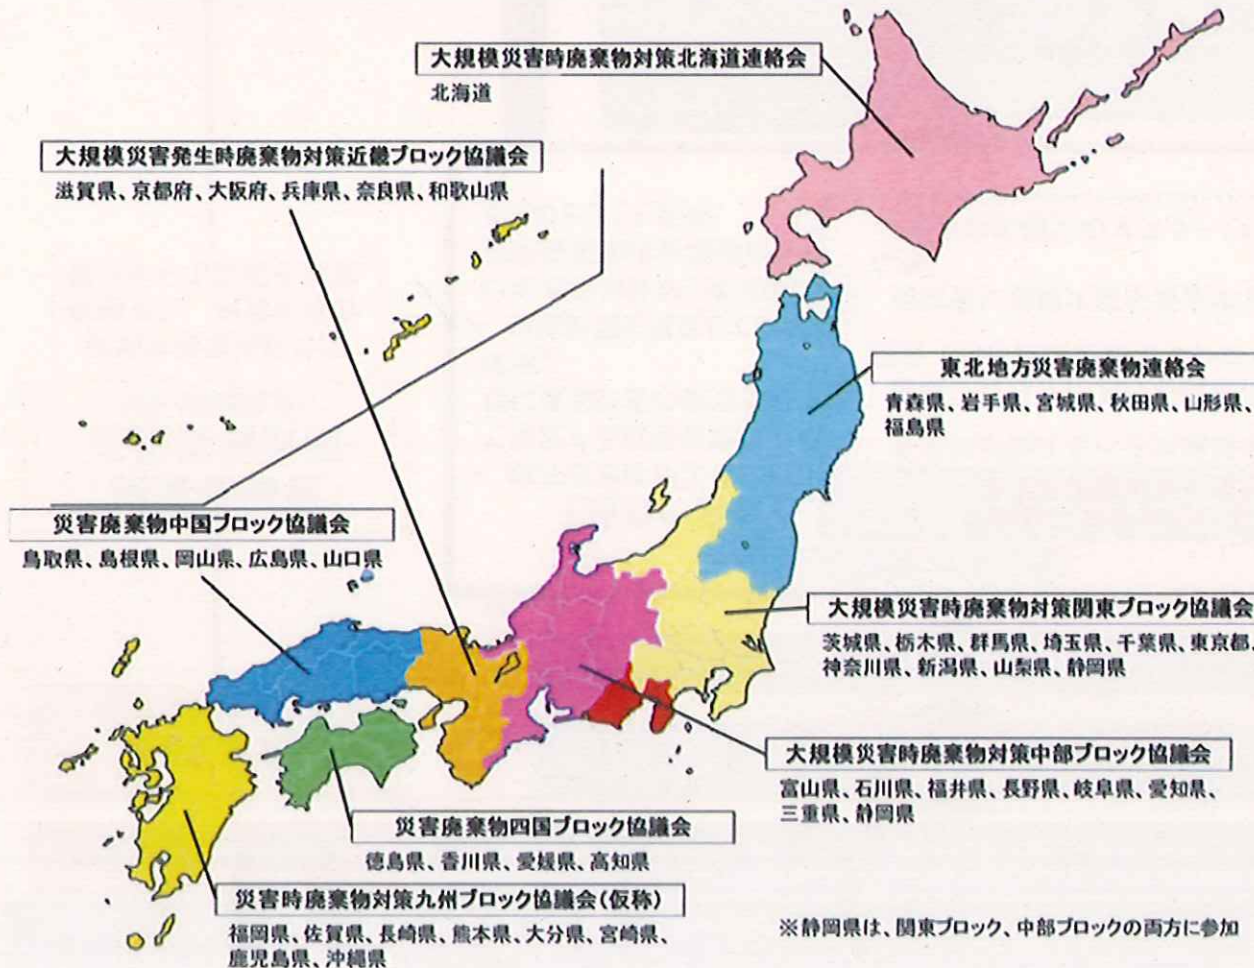 大規模災害時廃棄物対策北海道連絡会
北海道
大規模災害発生時廃棄物対策近畿ブロック協議会
滋賀県、京都府、大阪府、兵庫県、奈良県、和歌山県
東北地方災害廃棄物連絡会
青森県、岩手県、宮城県、秋田県、山形県、
福島県
災害廃棄物中国ブロック協議会
鳥取県、島根県、岡山県、広島県、山口県
大規模災害時廃棄物対策関東ブロック協議会
茨城県、栃木県、群馬県、埼玉県、千葉県、東京都、
神奈川県、新潟県、山梨県、静岡県
大規模災害時廃棄物対策中部ブロック協議会
富山県、石川県、福井県、長野県、岐阜県、愛知県、
三重県、静岡県
災害廃棄物四国ブロック協議会
徳島県、香川県、愛媛県、高知県
災害時廃棄物対策九州ブロック協議会(仮称)
福岡県、佐賀県、長崎県、熊本県、大分県、宮崎県、
鹿児島県、沖縄県
※静岡県は、関東ブロック、中部ブロックの両方に参加